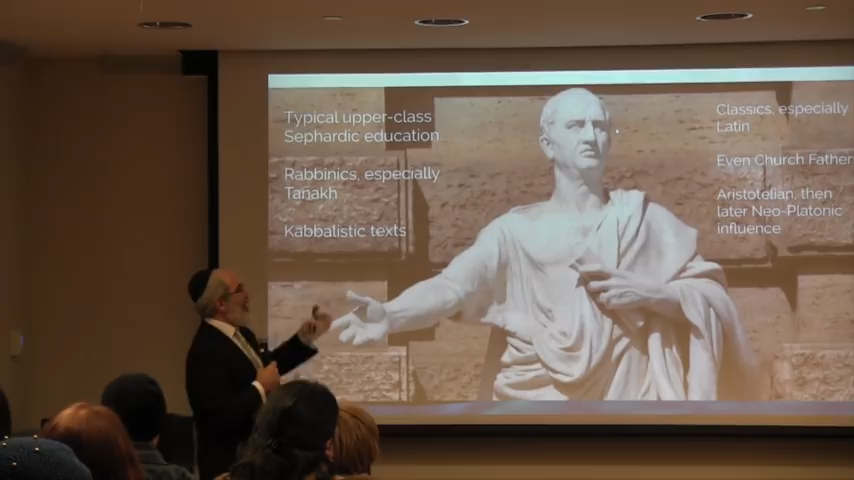 Typical upper-class
Sephardic education
Rabbinics, especially
Tanakh
Kabbalistic texts
Classics, especially
Latin
Even Church Father
Aristotelian, then
later Neo-Platonic
influence